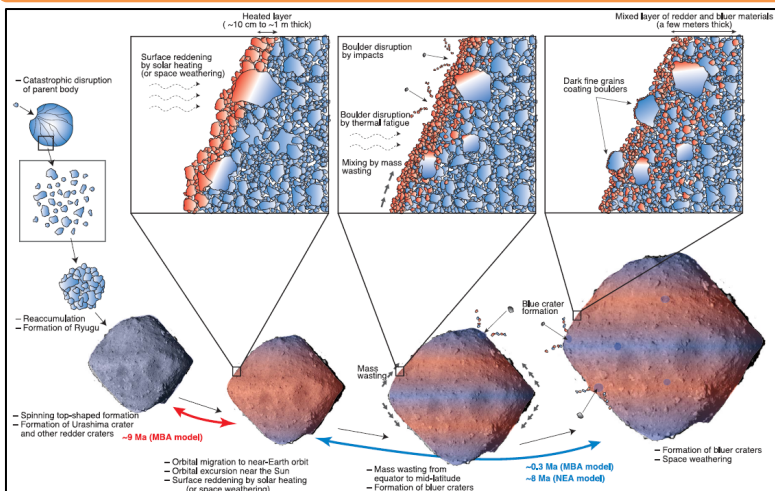 Heated layer
(~10 cm to ~1 m thick)
Surface reddening
by solar heating
(or space weathering)
Boulder disruption
by impacts
Boulder disruption
by thermal fatigue
Mixing by mass
wasting
Mixed layer of redder and bluer materials
(a few meters thick)
Dark fine grains
coating boulders
– Catastrophic disruption
of parent body
– Reaccumulation
– Formation of Ryugu
– Spinning top-shaped formation
– Formation of Urashima crater
and other redder craters
~9 Ma (MBA model)
– Orbital migration to near-Earth orbit
– Orbital excursion near the Sun
– Surface reddening by solar heating
(or space weathering)
Mass
wasting
– Mass wasting from
equator to mid-latitude
– Formation of bluer craters
Blue crater
formation
~0.3 Ma (MBA model)
~8 Ma (NEA model)
– Formation of bluer craters
– Space weathering